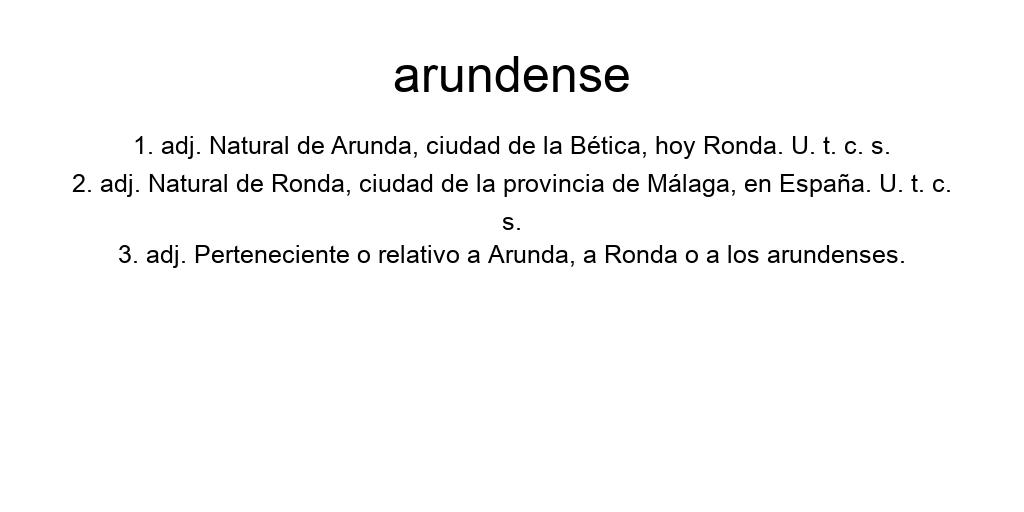 arundense
1. adj. Natural de Arunda, ciudad de la Bética, hoy Ronda. U. t. c. s.
2. adj. Natural de Ronda, ciudad de la provincia de Málaga, en España. U. t. c.
s.
3. adj. Perteneciente o relativo a Arunda, a Ronda o a los arundenses.